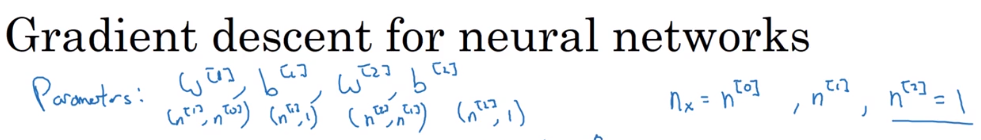 Gradient descent for neural networks
Parameters: w^[1], b^[1], w^[2], b^[2] n_x = n^[0], n^[1], n^[2] = 1
(n^[1], n^[0]) (n^[1], 1) (n^[2], n^[1]) (n^[2], 1)